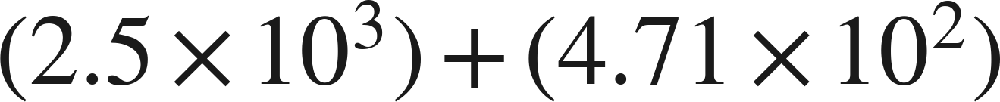 (2.5 × 10³) + (4.71 × 10²)